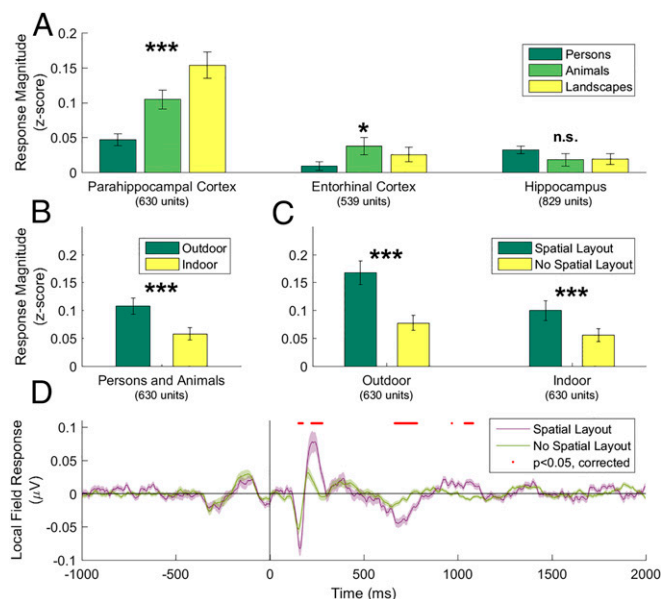 A
Response Magnitude
(z-score)
0.2
0.15
0.1
0.05
0
***
*
n.s.
Persons
Animals
Landscapes
Parahippocampal Cortex
(630 units)
Entorhinal Cortex
(539 units)
Hippocampus
(829 units)
B
Response Magnitude
(z-score)
0.2
0.15
0.1
0.05
0
Outdoor
Indoor
***
Persons and Animals
(630 units)
C
0.2
0.15
0.1
0.05
0
***
Spatial Layout
No Spatial Layout
***
Outdoor
(630 units)
Indoor
(630 units)
D
Local Field Response
(μV)
0.1
0.05
0
-0.05
-0.1
Spatial Layout
No Spatial Layout
p<0.05, corrected
-1000 -500 0 500 1000 1500 2000
Time (ms)